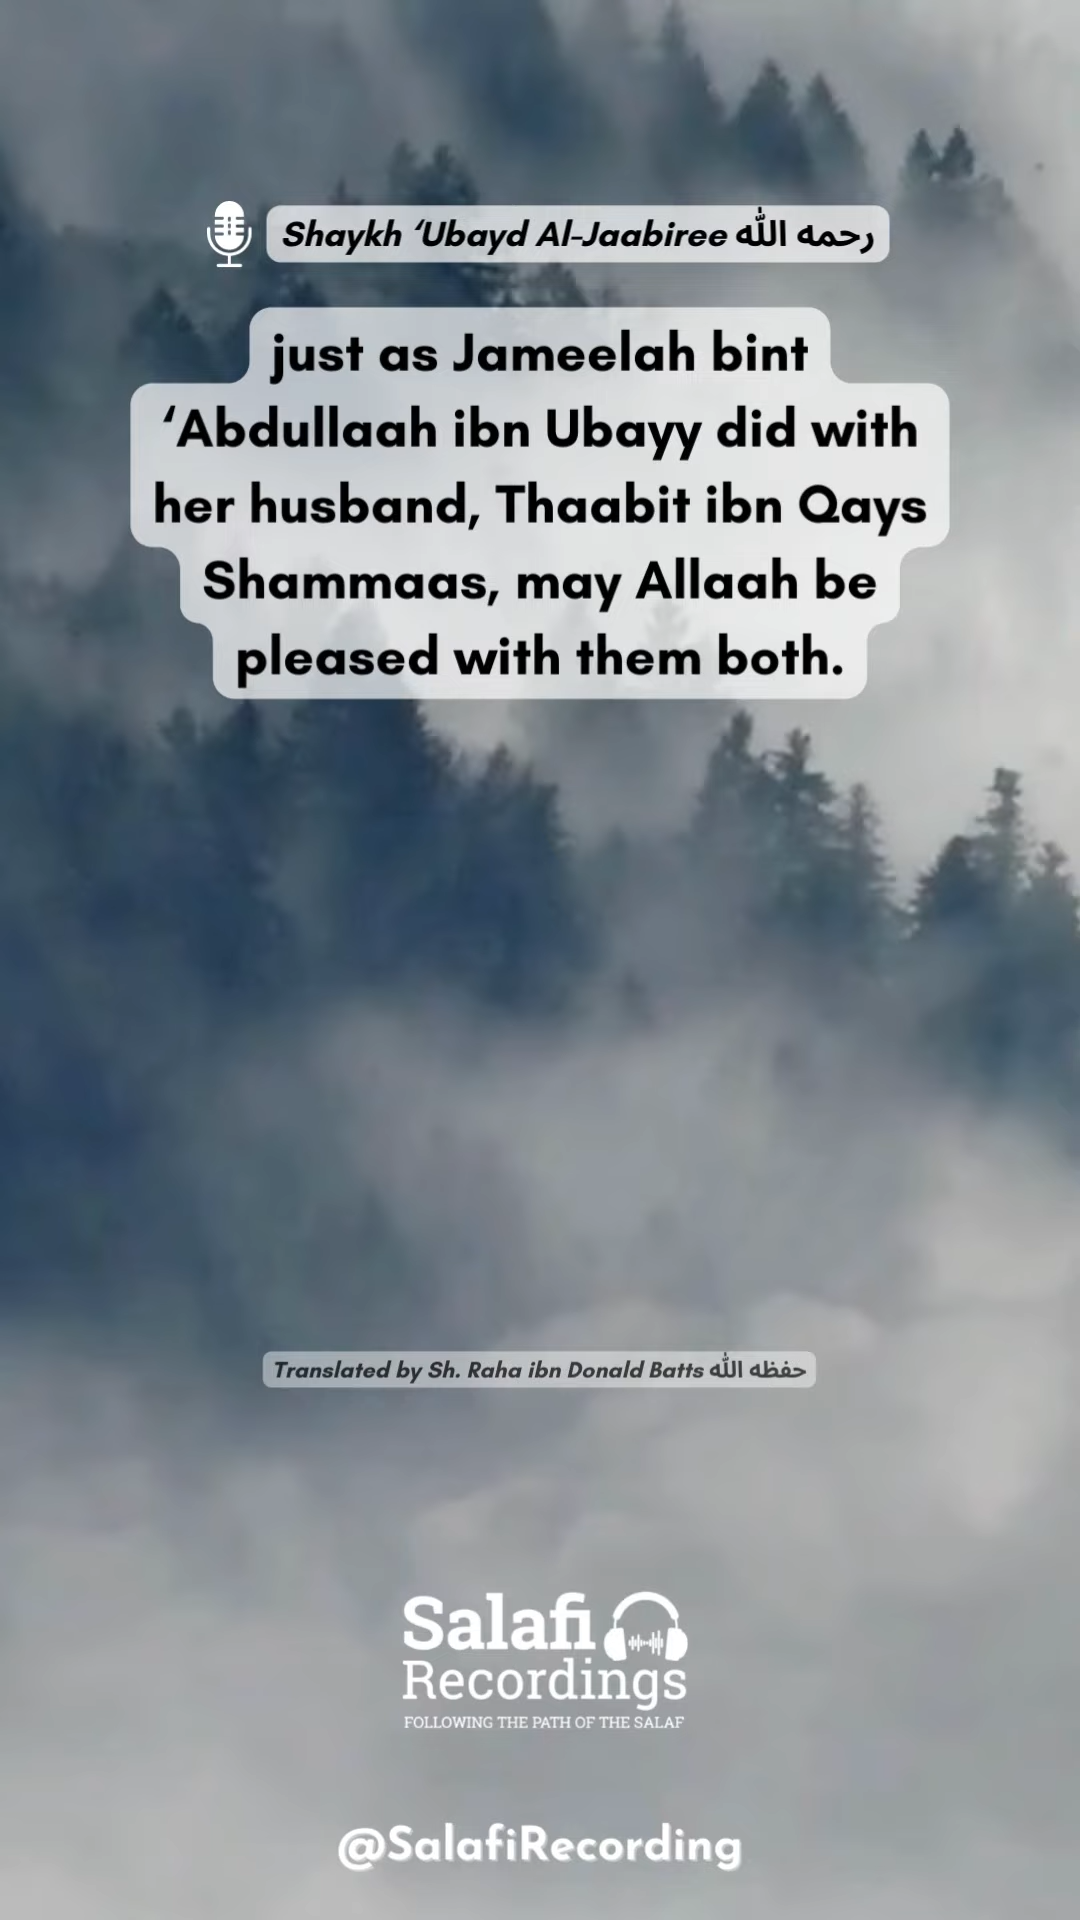 Shaykh ‘Ubayd Al-Jaabiree رحمه الله
just as Jameelah bint
‘Abdullaah ibn Ubayy did with
her husband, Thaabit ibn Qays
Shammaas, may Allaah be
pleased with them both.
Translated by Sh. Raha ibn Donald Batts حفظه الله
Salafi
Recordings
FOLLOWING THE PATH OF THE SALAF
@SalafiRecording